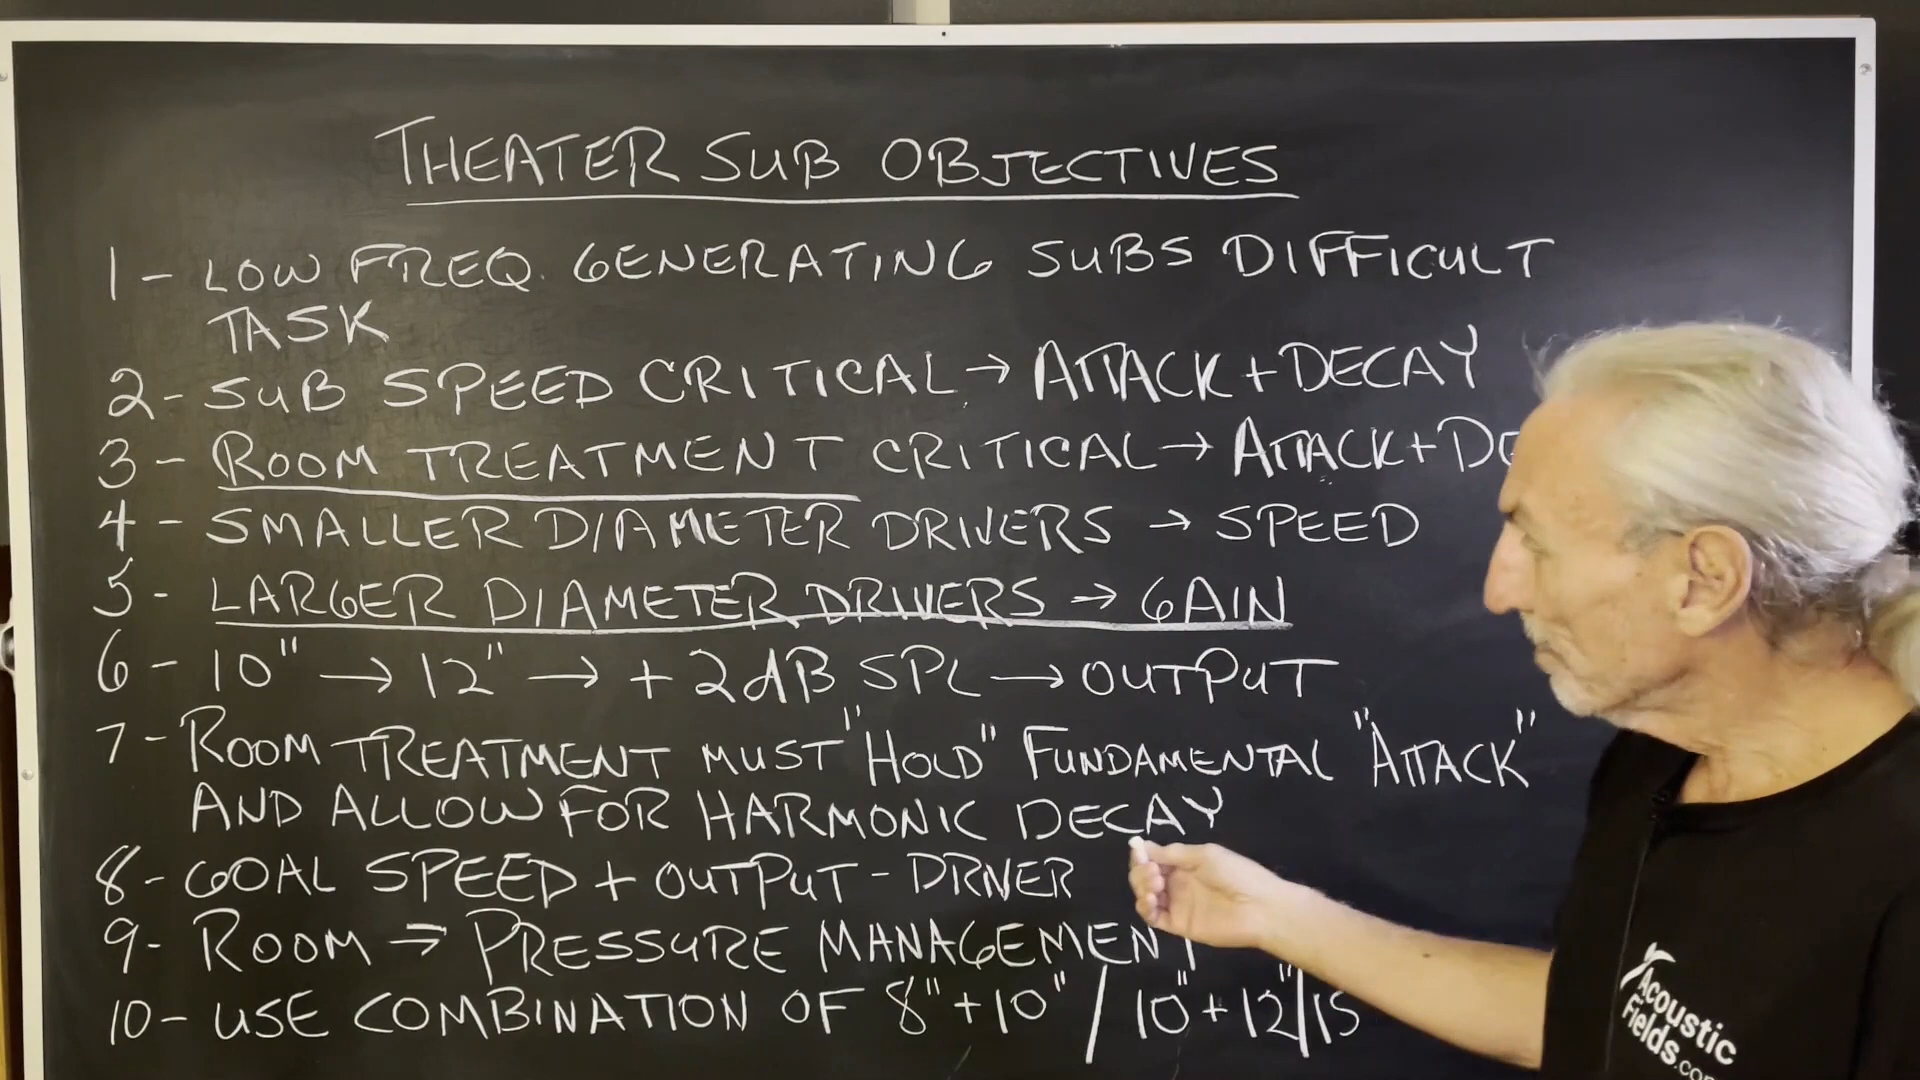 THEATER SUB OBJECTIVES
1 - LOW FREQ. GENERATING SUBS DIFFICULT
TASK
2 - SUB SPEED CRITICAL → ATTACK + DECAY
3 - ROOM TREATMENT CRITICAL → ATTACK + DE
4 - SMALLER DIAMETER DRIVERS → SPEED
5 - LARGER DIAMETER DRIVERS → GAIN
6 - 10" → 12" → + 2dB SPL → OUTPUT
7 - ROOM TREATMENT MUST "HOLD" FUNDAMENTAL "ATTACK"
AND ALLOW FOR HARMONIC DECAY
8 - GOAL SPEED + OUTPUT - DRIVER
9 - ROOM → PRESSURE MANAGEMENT
10 - USE COMBINATION OF 8" + 10" / 10" + 12" / 15
Acoustic
Fields.com